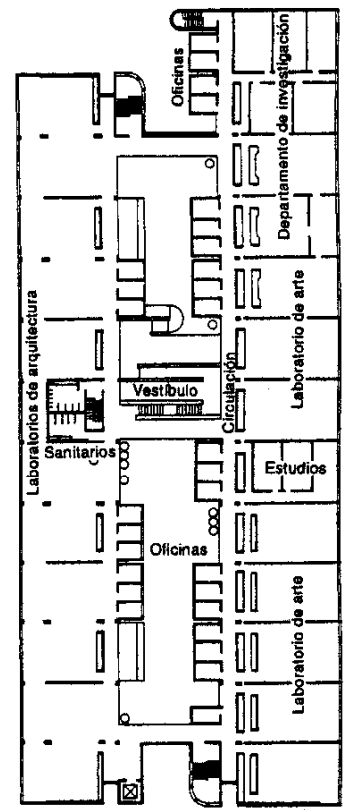 Oficinas
Departamento de investigación
Laboratorios de arquitectura
Laboratorio de arte
Circulación
Vestíbulo
Sanitarios
Estudios
Oficinas
Laboratorio de arte